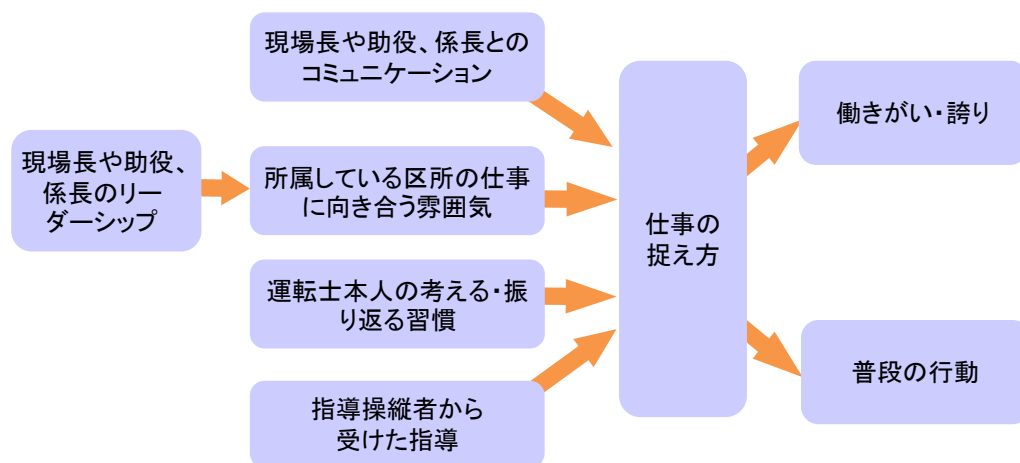 現場長や助役、
係長のリー
ダーシップ
現場長や助役、係長との
コミュニケーション
所属している区所の仕事
に向き合う雰囲気
運転士本人の考える・振
り返る習慣
指導操縦者から
受けた指導
仕事の
捉え方
働きがい・誇り
普段の行動